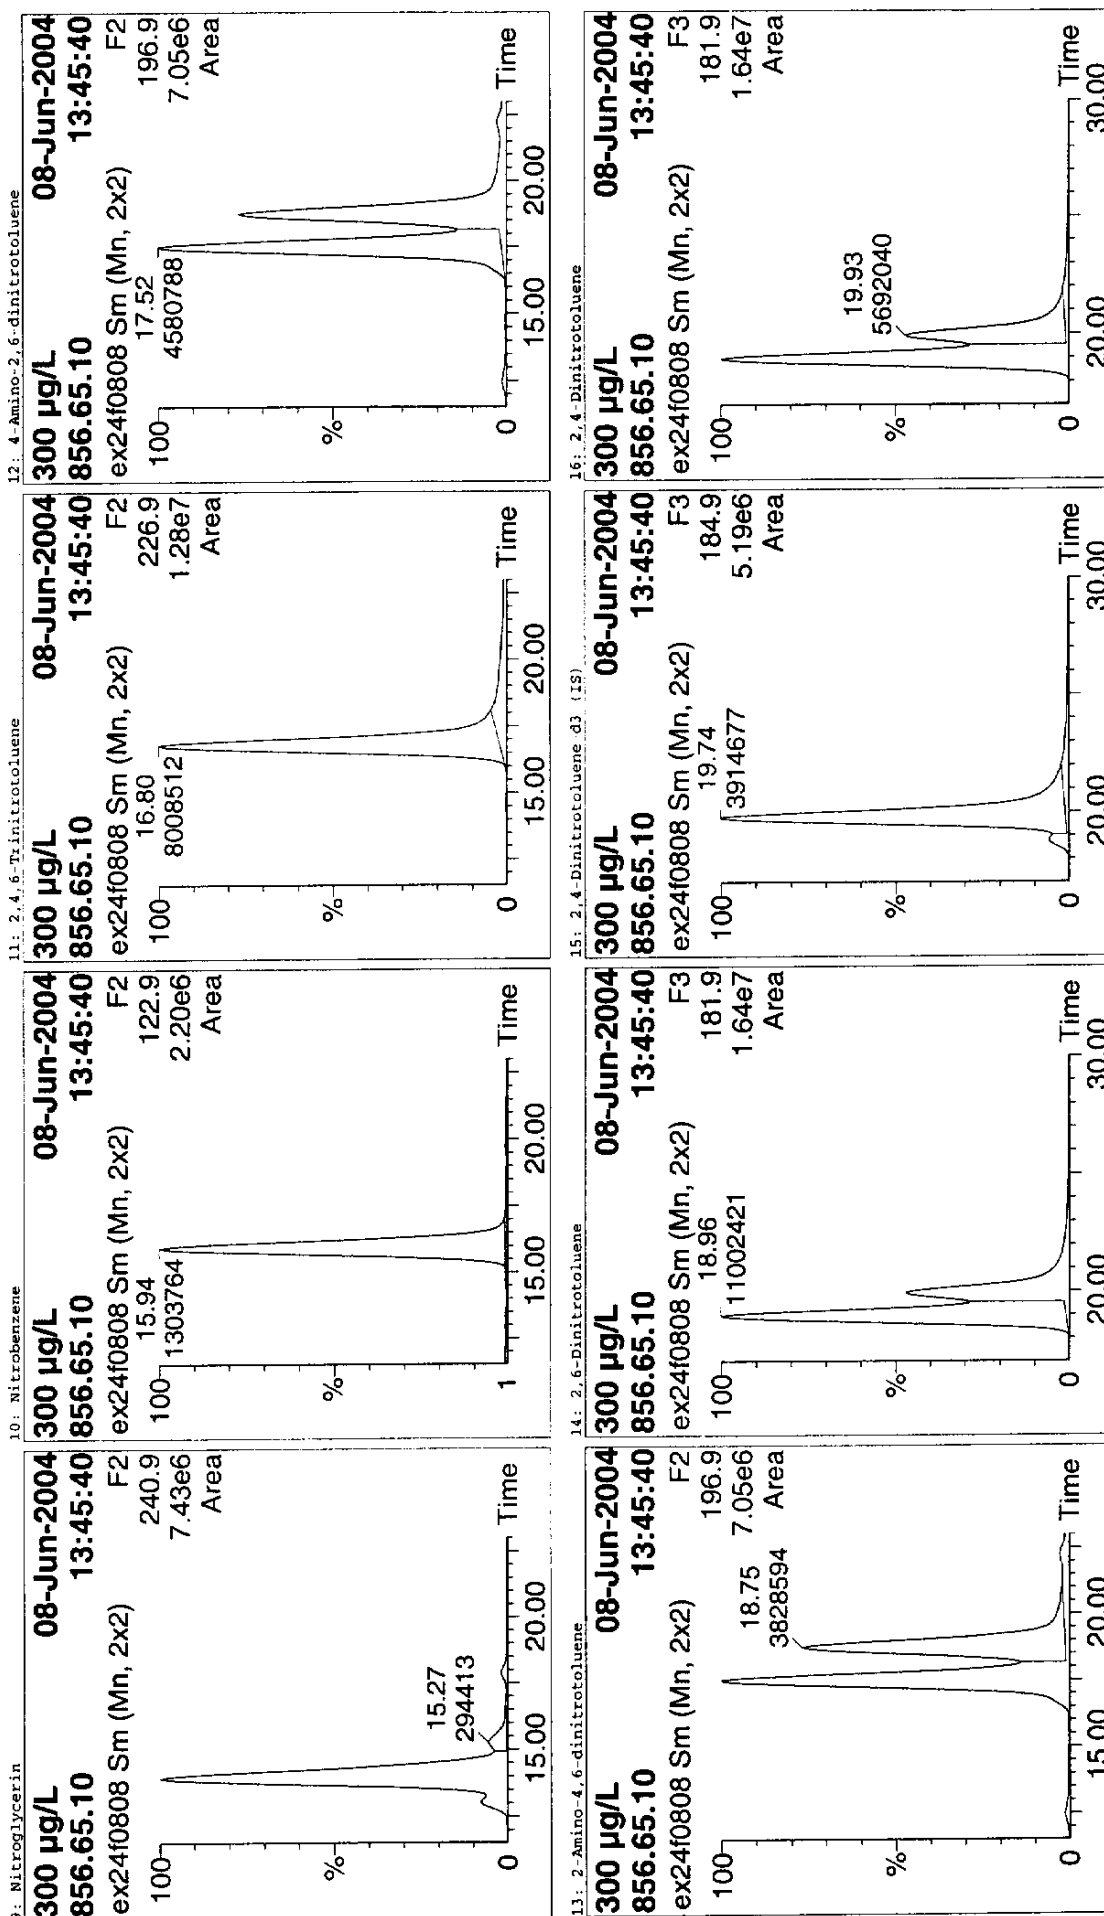 9: Nitroglycerin
300 µg/L 08-Jun-2004
856.65.10 13:45:40
ex24f0808 Sm (Mn, 2x2) F2
240.9
7.43e6
Area
100
%
0
15.27
294413
15.00 20.00 Time
10: Nitrobenzene
300 µg/L 08-Jun-2004
856.65.10 13:45:40
ex24f0808 Sm (Mn, 2x2) F2
15.94 122.9
1303764 2.20e6
Area
100
%
1
15.00 20.00 Time
11: 2,4,6-Trinitrotoluene
300 µg/L 08-Jun-2004
856.65.10 13:45:40
ex24f0808 Sm (Mn, 2x2) F2
16.80 226.9
8008512 1.28e7
Area
100
%
0
15.00 20.00 Time
12: 4-Amino-2,6-dinitrotoluene
300 µg/L 08-Jun-2004
856.65.10 13:45:40
ex24f0808 Sm (Mn, 2x2) F2
17.52 196.9
4580788 7.05e6
Area
100
%
0
15.00 20.00 Time
13: 2-Amino-4,6-dinitrotoluene
300 µg/L 08-Jun-2004
856.65.10 13:45:40
ex24f0808 Sm (Mn, 2x2) F2
18.75 196.9
3828594 7.05e6
Area
100
%
0
15.00 20.00 Time
14: 2,6-Dinitrotoluene
300 µg/L 08-Jun-2004
856.65.10 13:45:40
ex24f0808 Sm (Mn, 2x2) F3
18.96 181.9
11002421 1.64e7
Area
100
%
0
20.00 30.00 Time
15: 2,4-Dinitrotoluene d3 (IS)
300 µg/L 08-Jun-2004
856.65.10 13:45:40
ex24f0808 Sm (Mn, 2x2) F3
19.74 184.9
3914677 5.19e6
Area
100
%
0
20.00 30.00 Time
16: 2,4-Dinitrotoluene
300 µg/L 08-Jun-2004
856.65.10 13:45:40
ex24f0808 Sm (Mn, 2x2) F3
19.93 181.9
5692040 1.64e7
Area
100
%
0
20.00 30.00 Time